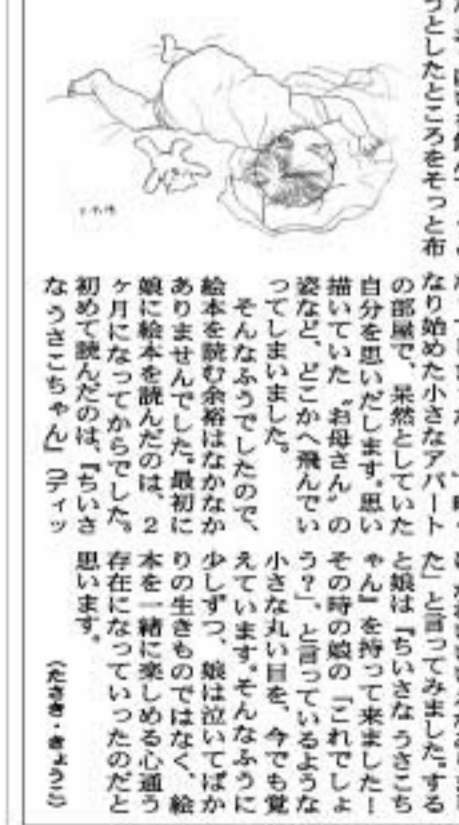 うとしたところをそっと布
なり始めた小さなアパート
の部屋で、呆然としていた
自分を思いだします。思い
描いていた〝お母さん〟の
姿など、どこかへ飛んでい
ってしまいました。
そんなふうでしたので、
絵本を読む余裕はなかなか
ありませんでした。最初に
娘に絵本を読んだのは、2
ヶ月になってからでした。
初めて読んだのは、『ちいさ
な うさこちゃん』（ディッ
た」と言ってみました。する
と娘は『ちいさな うさこち
ゃん』を持って来ました！
その時の娘の「これでしょ
う？」、と言っているような
小さな丸い目を、今でも覚
えています。そんなふうに
少しずつ、娘は泣いてばか
りの生きものではなく、絵
本を一緒に楽しめる心通う
存在になっていったのだと
思います。
（たさき・きょうこ）